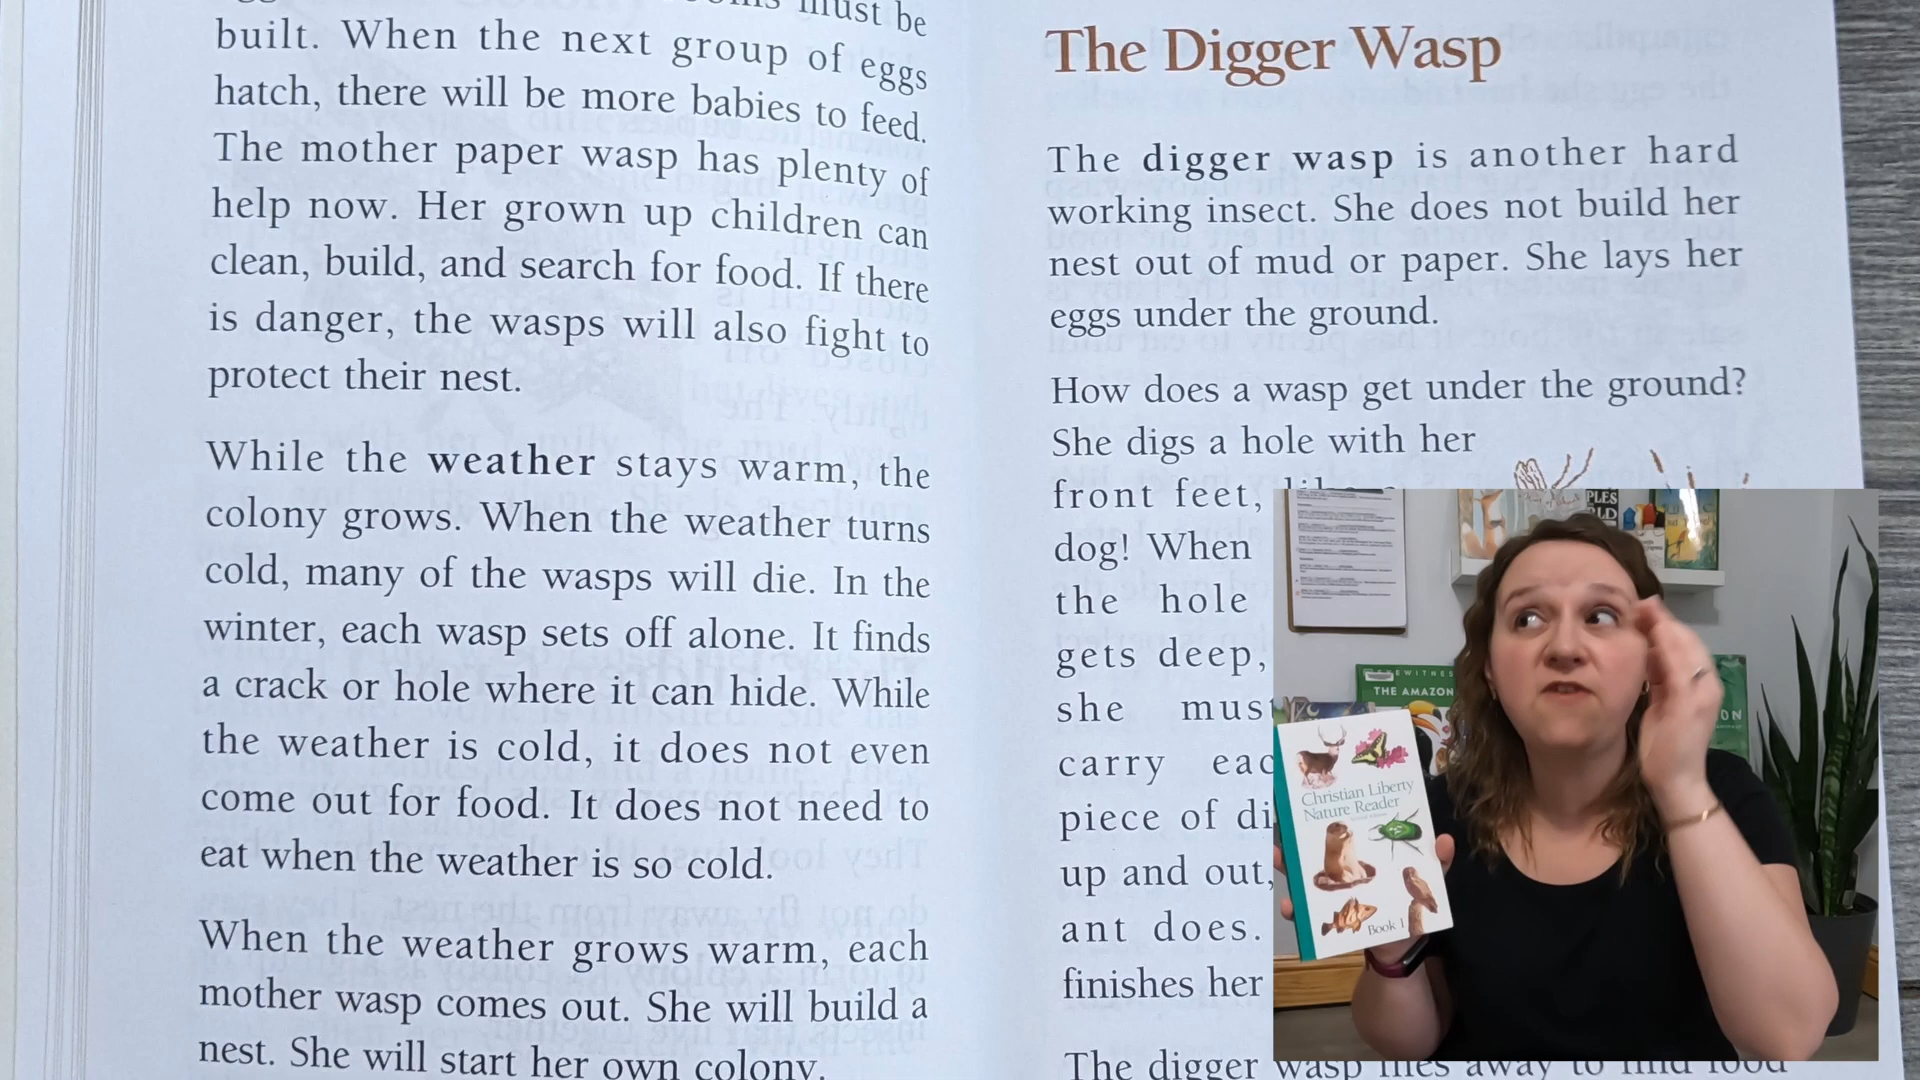 must be
built. When the next group of eggs
hatch, there will be more babies to feed.
The mother paper wasp has plenty of
help now. Her grown up children can
clean, build, and search for food. If there
is danger, the wasps will also fight to
protect their nest.
While the weather stays warm, the
colony grows. When the weather turns
cold, many of the wasps will die. In the
winter, each wasp sets off alone. It finds
a crack or hole where it can hide. While
the weather is cold, it does not even
come out for food. It does not need to
eat when the weather is so cold.
When the weather grows warm, each
mother wasp comes out. She will build a
nest. She will start her own colony.
The Digger Wasp
The digger wasp is another hard
working insect. She does not build her
nest out of mud or paper. She lays her
eggs under the ground.
How does a wasp get under the ground?
She digs a hole with her
front feet,
dog! When
the hole
gets deep,
she must
carry
piece of
up and out,
ant does.
finishes her
The digger wasp flies away to find food
THE AMAZON
Christian Liberty
Nature Reader
Book 1